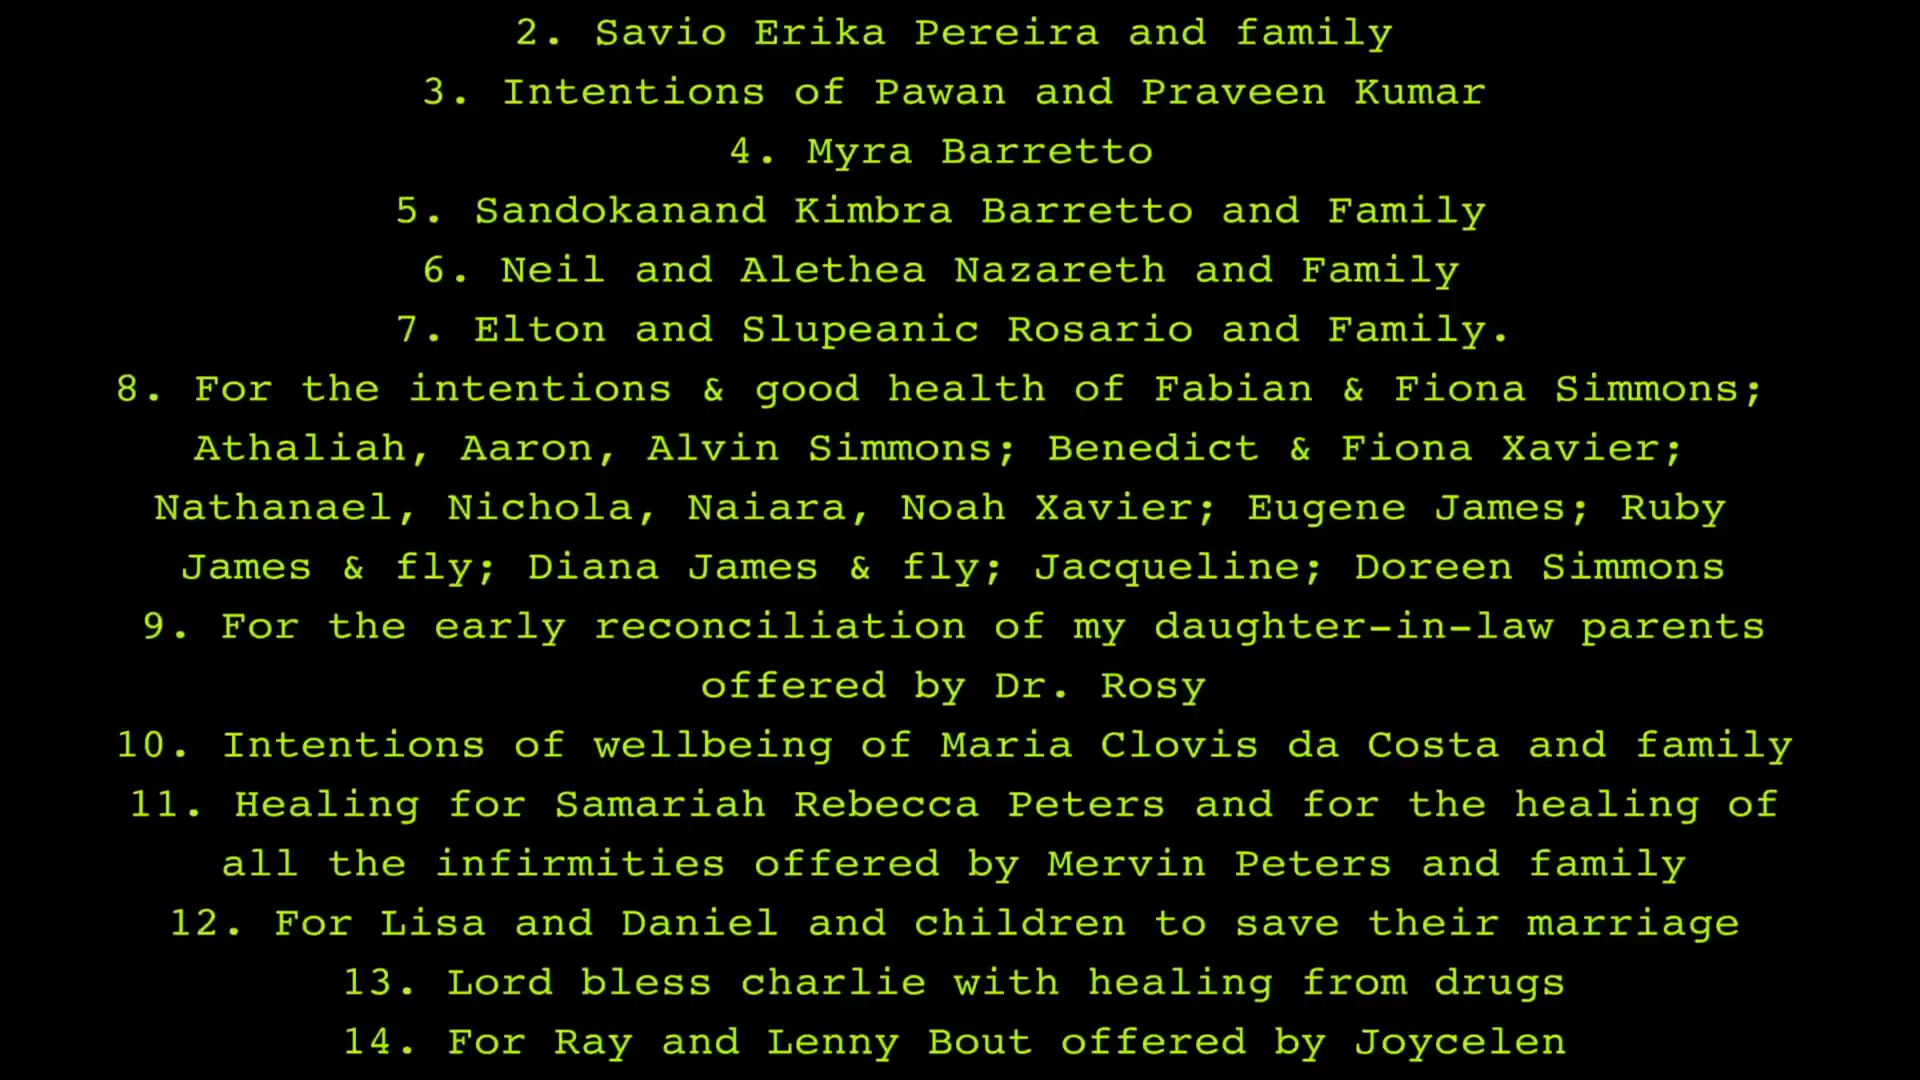 2. Savio Erika Pereira and family
3. Intentions of Pawan and Praveen Kumar
4. Myra Barretto
5. Sandokanand Kimbra Barretto and Family
6. Neil and Alethea Nazareth and Family
7. Elton and Slupeanic Rosario and Family.
8. For the intentions & good health of Fabian & Fiona Simmons;
Athaliah, Aaron, Alvin Simmons; Benedict & Fiona Xavier;
Nathanael, Nichola, Naiara, Noah Xavier; Eugene James; Ruby
James & fly; Diana James & fly; Jacqueline; Doreen Simmons
9. For the early reconciliation of my daughter-in-law parents
offered by Dr. Rosy
10. Intentions of wellbeing of Maria Clovis da Costa and family
11. Healing for Samariah Rebecca Peters and for the healing of
all the infirmities offered by Mervin Peters and family
12. For Lisa and Daniel and children to save their marriage
13. Lord bless charlie with healing from drugs
14. For Ray and Lenny Bout offered by Joycelen